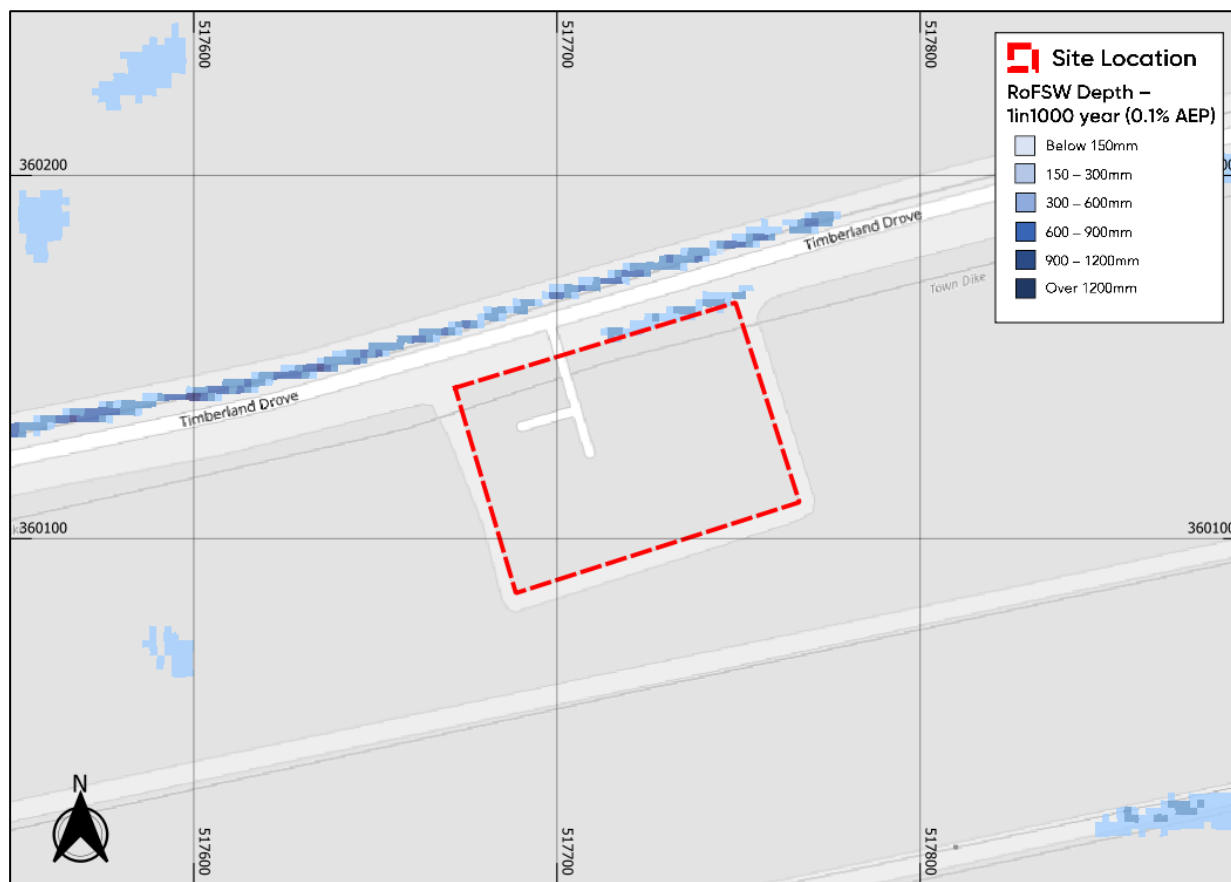 517600
517700
517800
Site Location
RoFSW Depth –
1in1000 year (0.1% AEP)
Below 150mm
150 – 300mm
300 – 600mm
600 – 900mm
900 – 1200mm
Over 1200mm
360200
Timberland Drove
Town Dike
Timberland Drove
360100
360100
N
517600
517700
517800